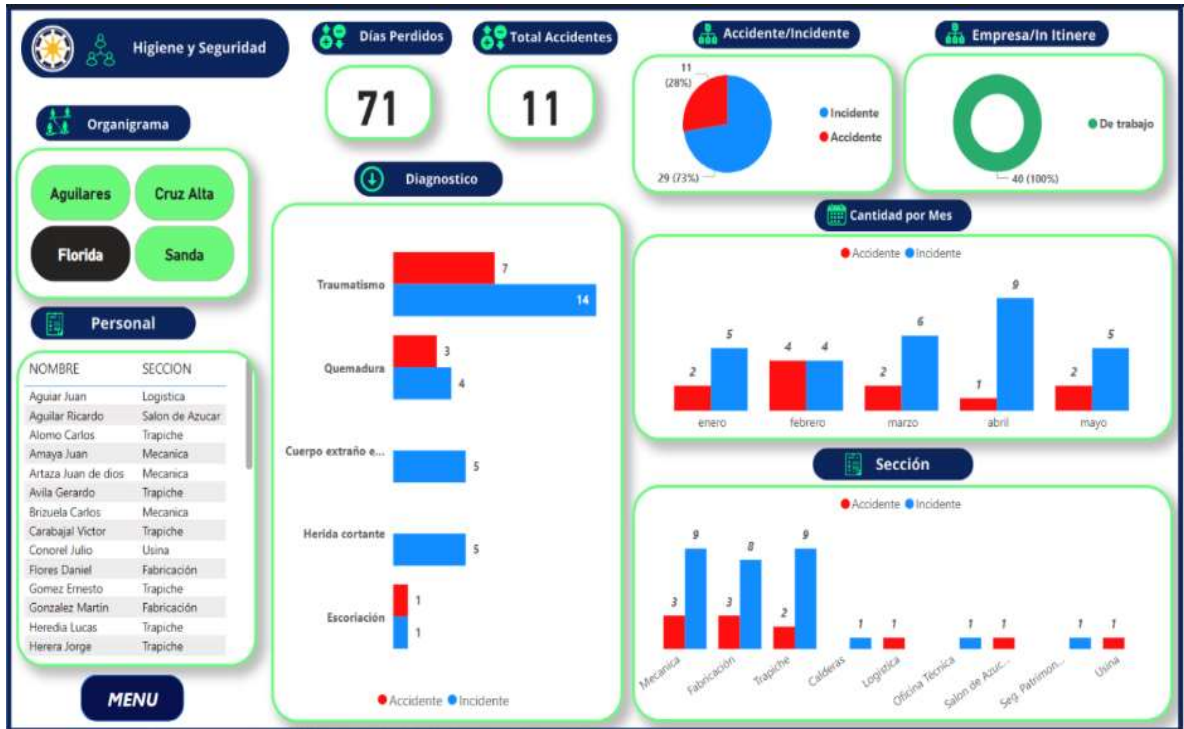 Higiene y Seguridad
Días Perdidos
71
Total Accidentes
11
Accidente/Incidente
11
(28%)
29 (73%)
Incidente
Accidente
Empresa/In Itinere
De trabajo
40 (100%)
Organigrama
Aguilares
Cruz Alta
Florida
Sanda
Personal
NOMBRE SECCION
Aguiar Juan Logistica
Aguilar Ricardo Salon de Azucar
Alomo Carlos Trapiche
Amaya Juan Mecanica
Artaza Juan de dios Mecanica
Avila Gerardo Trapiche
Brizuela Carlos Mecanica
Carabajal Victor Trapiche
Conorel Julio Usina
Flores Daniel Fabricación
Gomez Ernesto Trapiche
Gonzalez Martin Fabricación
Heredia Lucas Trapiche
Herera Jorge Trapiche
MENU
Diagnostico
Traumatismo
7
14
Quemadura
3
4
Cuerpo extraño e...
5
Herida cortante
5
Escoriación
1
1
Accidente Incidente
Cantidad por Mes
Accidente Incidente
2 5 4 4 2 6 1 9 2 5
enero febrero marzo abril mayo
Sección
Accidente Incidente
3 9 3 8 2 9 1 1 1 1 1 1
Mecanica
Fabricación
Trapiche
Calderas
Logistica
Oficina Técnica
Salon de Azuc...
Seg. Patrimon...
Usina